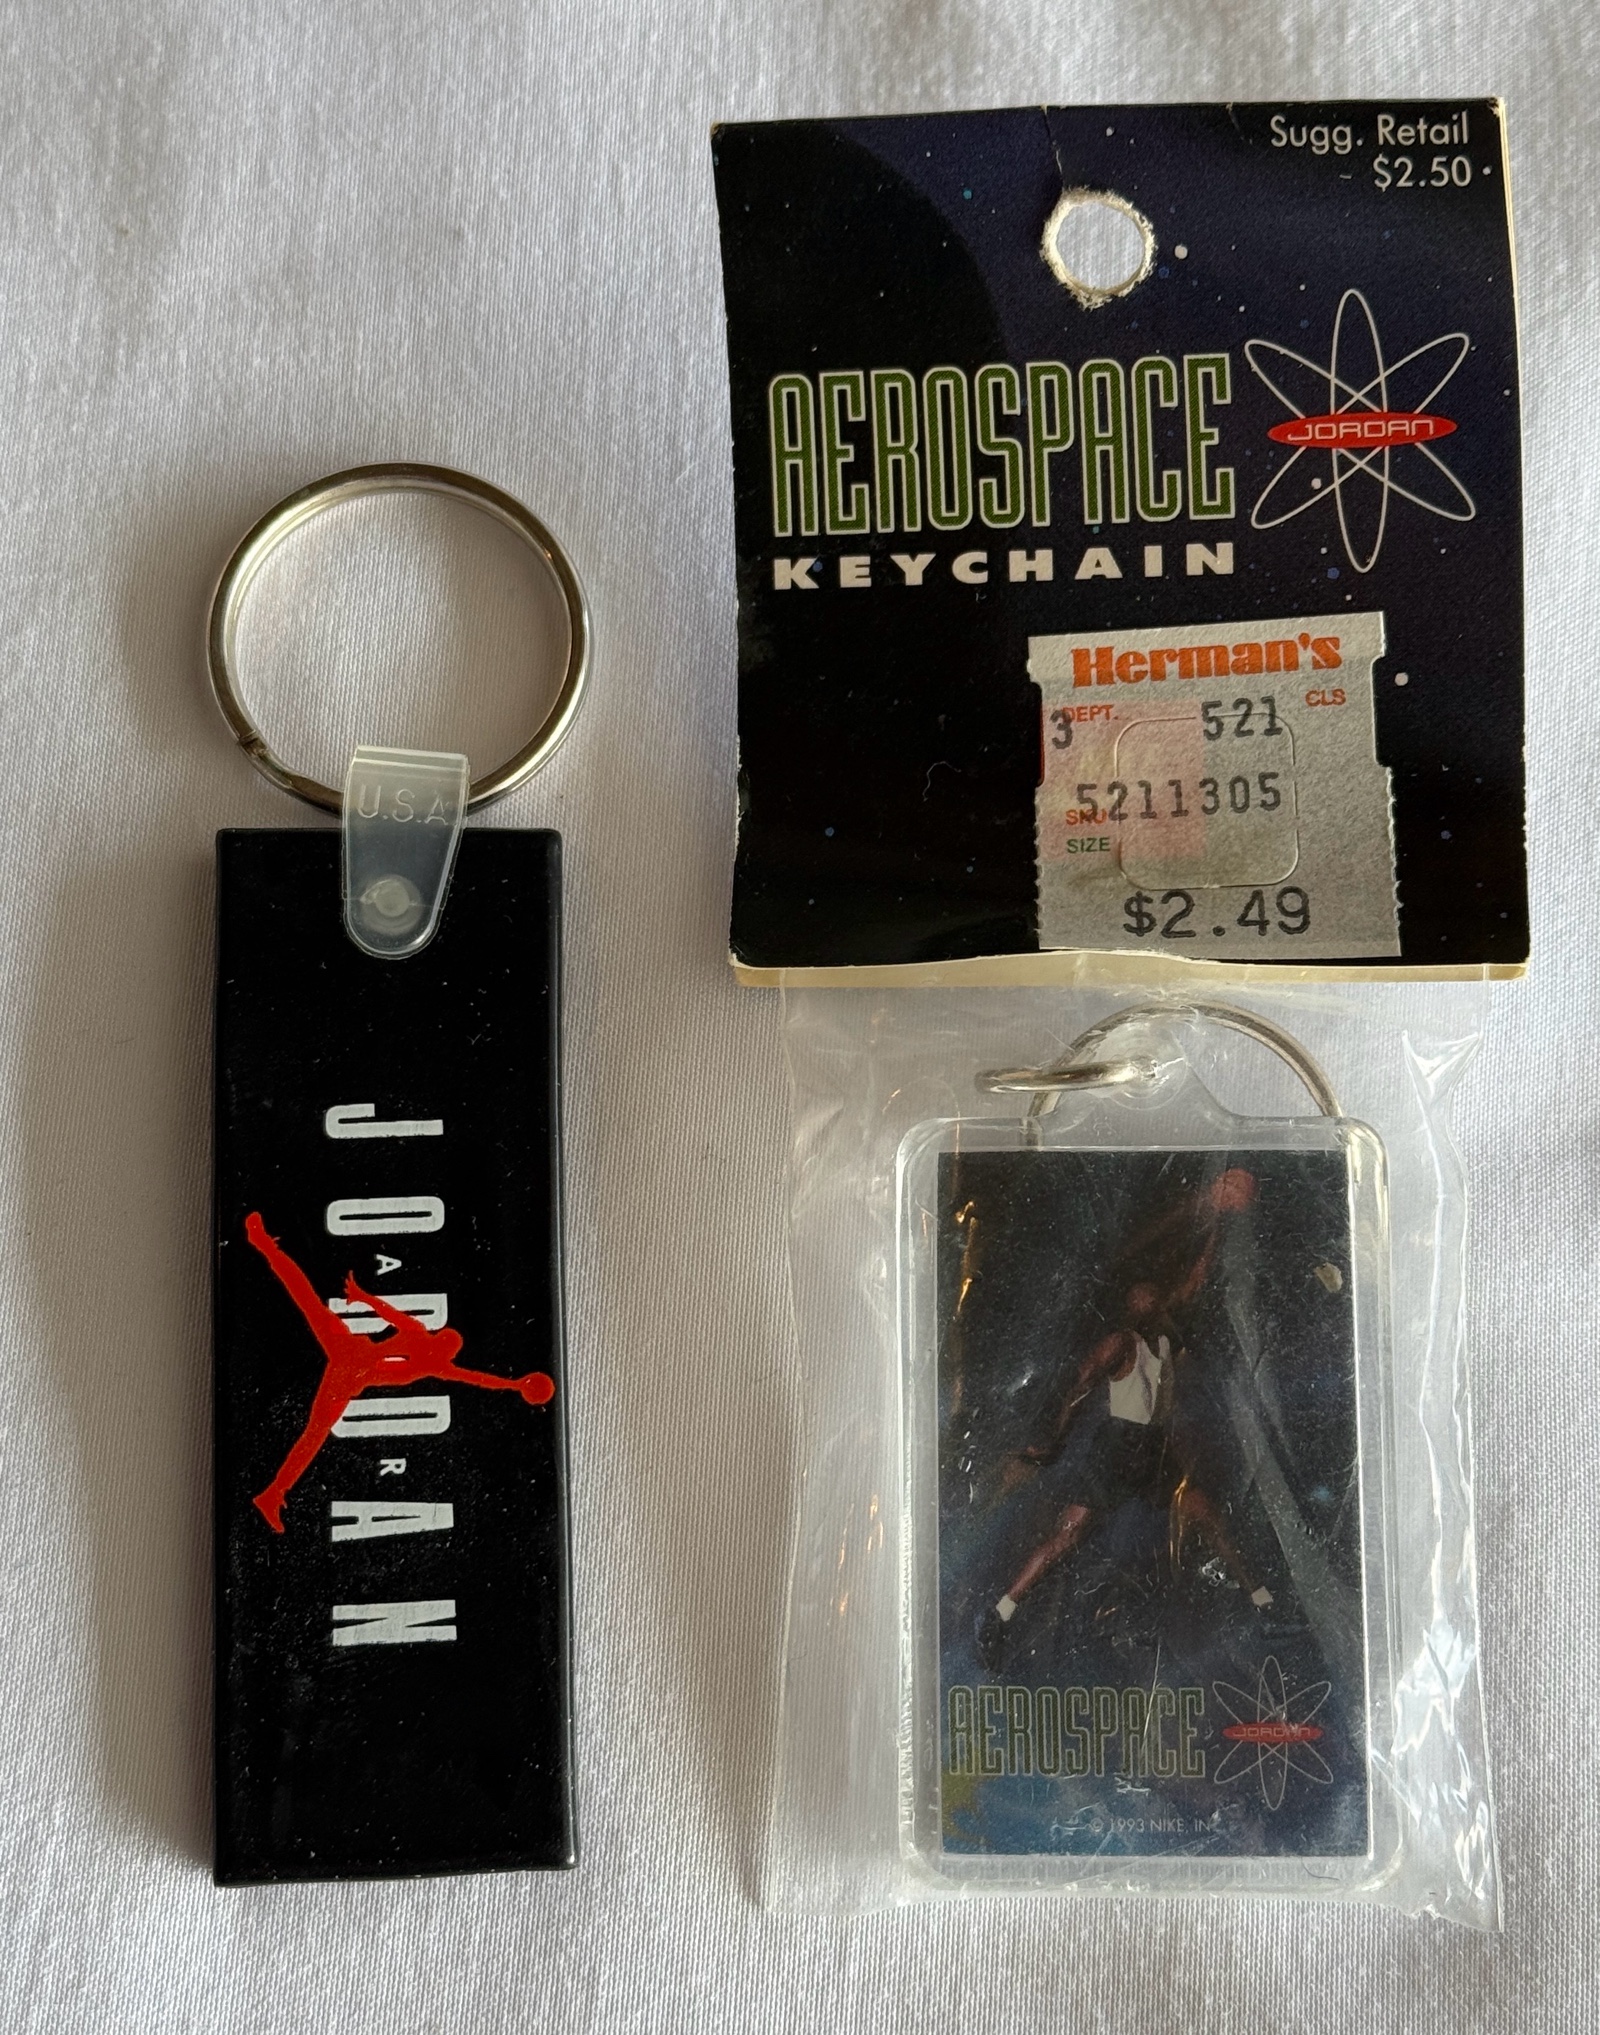 U.S.A
JORDAN
AIR
Sugg. Retail
$2.50
AEROSPACE
JORDAN
KEYCHAIN
Herman's
DEPT. CLS
3 521
5211305
SKU
SIZE
$2.49
AEROSPACE
JORDAN
© 1993 NIKE, IN